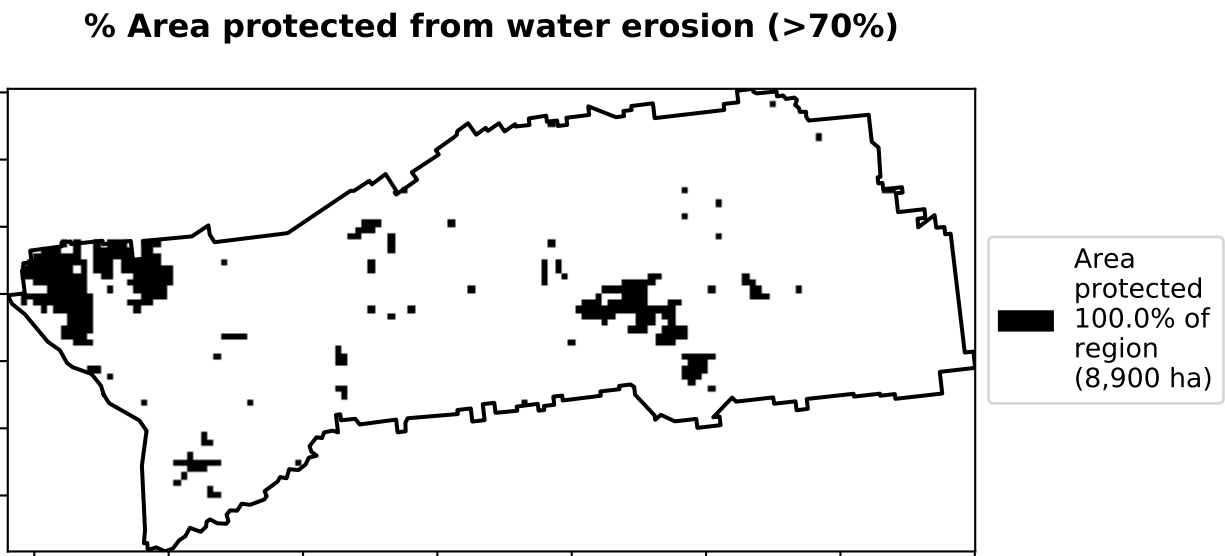 % Area protected from water erosion (>70%)
Area
protected
100.0% of
region
(8,900 ha)